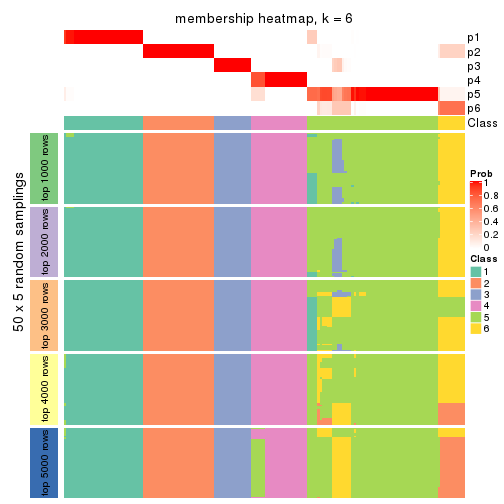 membership heatmap, k = 6
p1
p2
p3
p4
p5
p6
Class
50 x 5 random samplings
top 1000 rows
top 2000 rows
top 3000 rows
top 4000 rows
top 5000 rows
Prob
1
0.8
0.6
0.4
0.2
0
Class
1
2
3
4
5
6